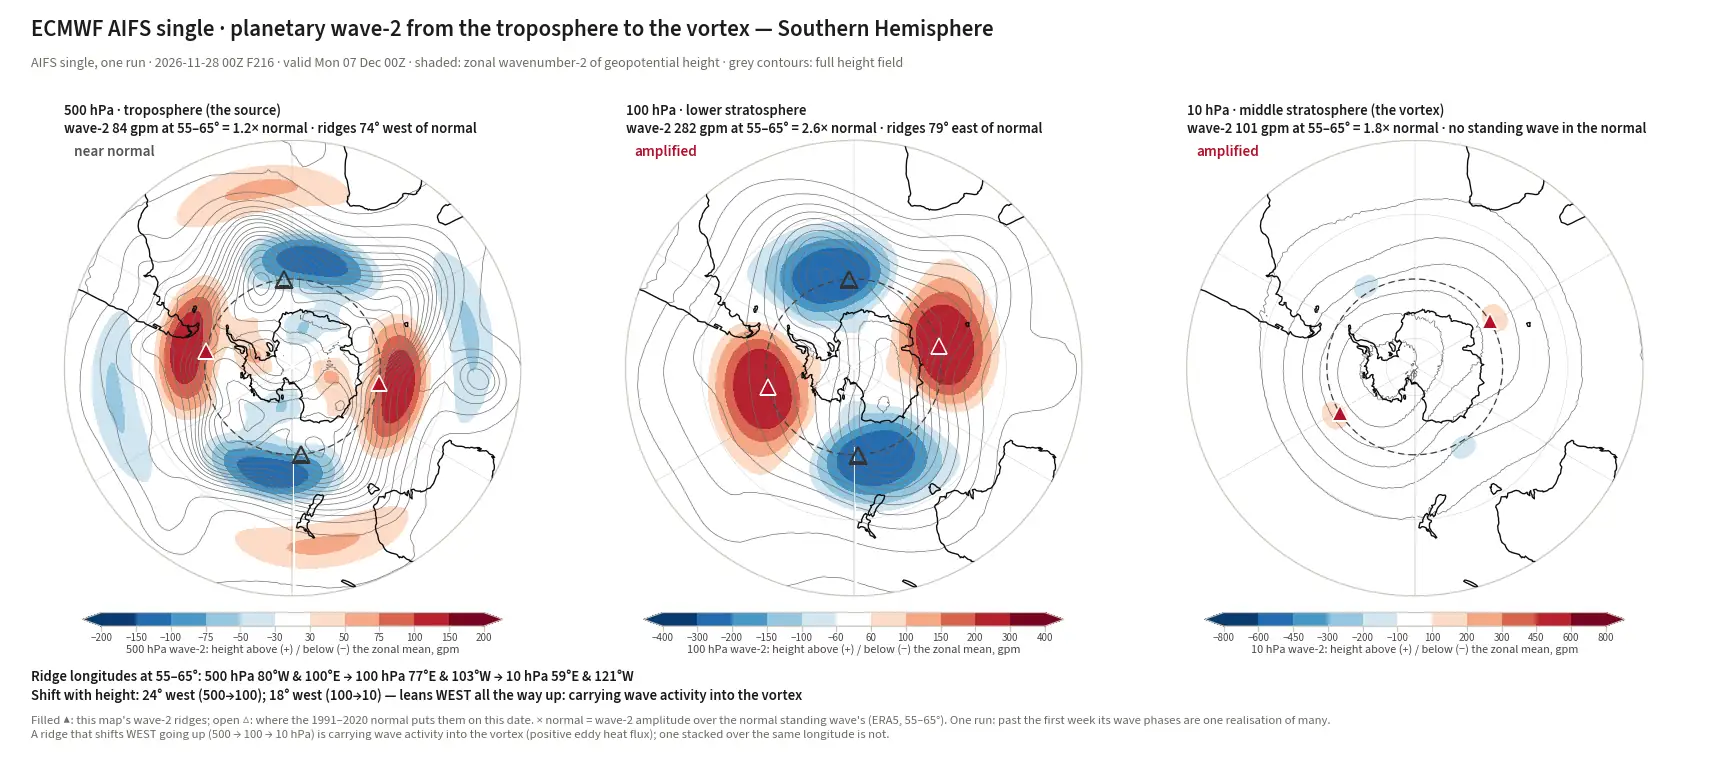 ECMWF AIFS single · planetary wave-2 from the troposphere to the vortex — Southern Hemisphere
AIFS single, one run · 2026-11-28 00Z F216 · valid Mon 07 Dec 00Z · shaded: zonal wavenumber-2 of geopotential height · grey contours: full height field
500 hPa · troposphere (the source)
wave-2 84 gpm at 55–65° = 1.2× normal · ridges 74° west of normal
near normal
100 hPa · lower stratosphere
wave-2 282 gpm at 55–65° = 2.6× normal · ridges 79° east of normal
amplified
10 hPa · middle stratosphere (the vortex)
wave-2 101 gpm at 55–65° = 1.8× normal · no standing wave in the normal
amplified
−200 −150 −100 −75 −50 −30 30 50 75 100 150 200
500 hPa wave-2: height above (+) / below (−) the zonal mean, gpm
−400 −300 −200 −150 −100 −60 60 100 150 200 300 400
100 hPa wave-2: height above (+) / below (−) the zonal mean, gpm
−800 −600 −450 −300 −200 −100 100 200 300 450 600 800
10 hPa wave-2: height above (+) / below (−) the zonal mean, gpm
Ridge longitudes at 55–65°: 500 hPa 80°W & 100°E → 100 hPa 77°E & 103°W → 10 hPa 59°E & 121°W
Shift with height: 24° west (500→100); 18° west (100→10) — leans WEST all the way up: carrying wave activity into the vortex
Filled ▲: this map's wave-2 ridges; open △: where the 1991–2020 normal puts them on this date. × normal = wave-2 amplitude over the normal standing wave's (ERA5, 55–65°). One run: past the first week its wave phases are one realisation of many.
A ridge that shifts WEST going up (500 → 100 → 10 hPa) is carrying wave activity into the vortex (positive eddy heat flux); one stacked over the same longitude is not.